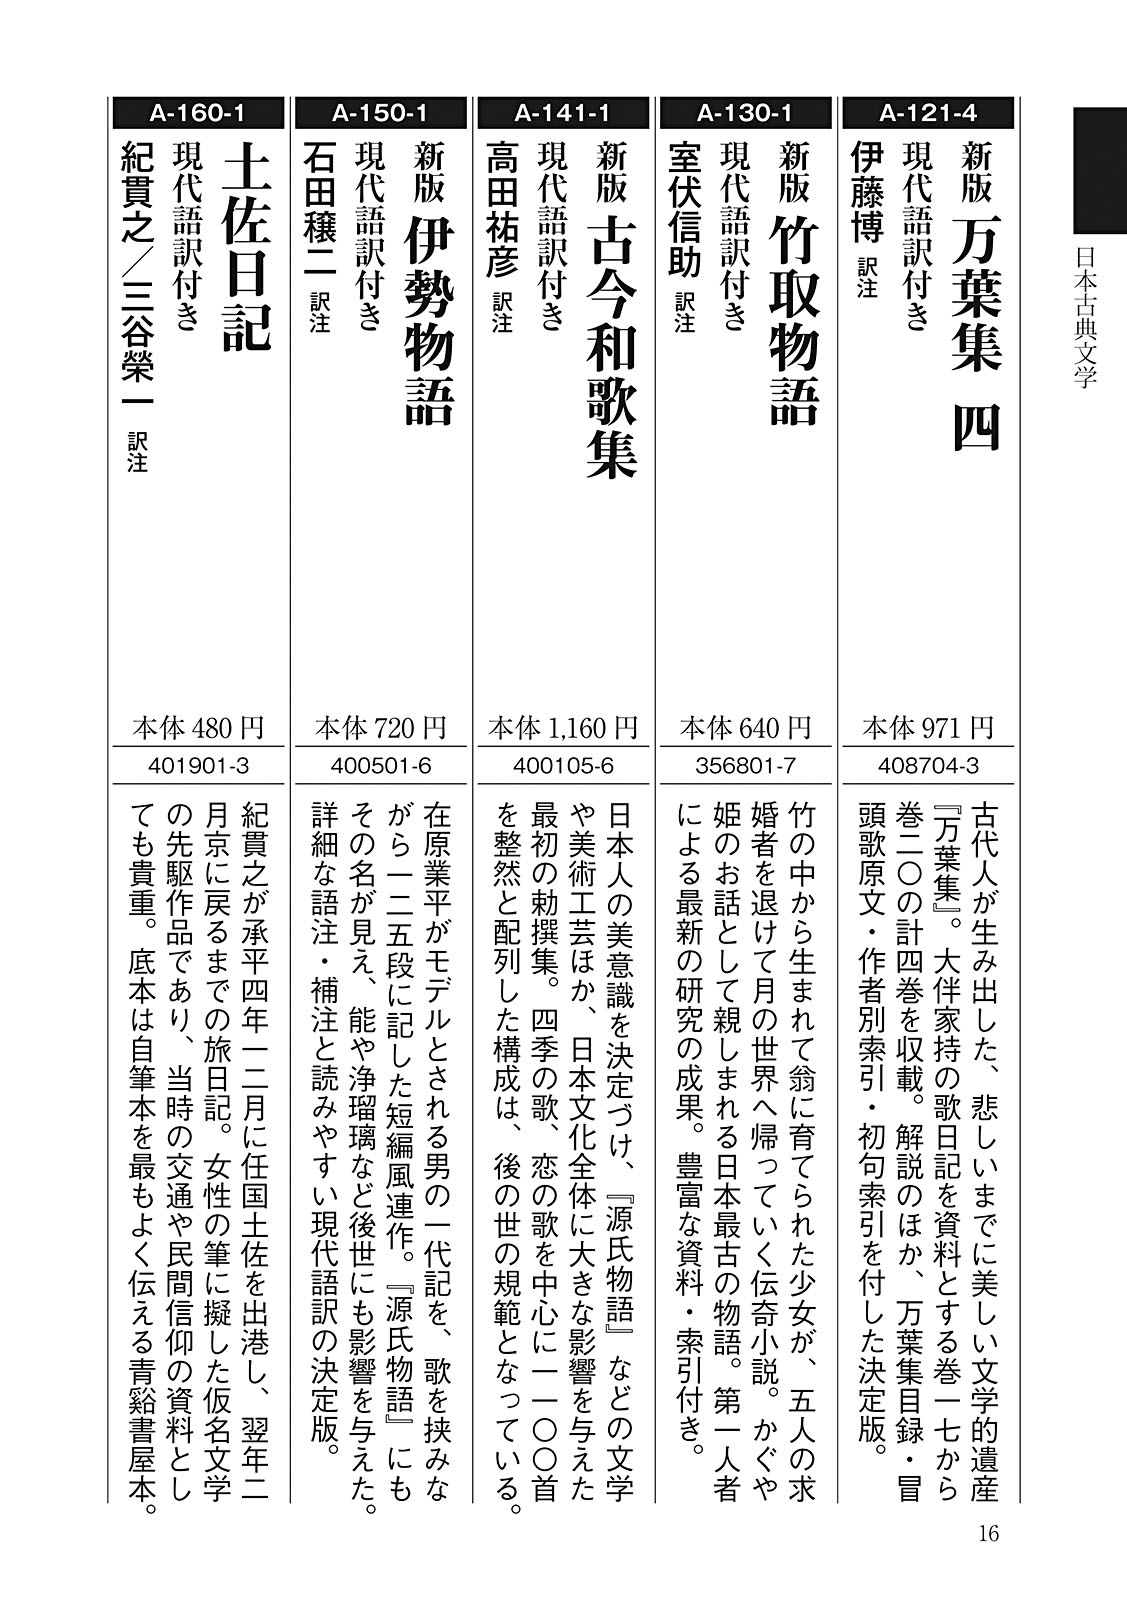 日本古典文学
A-121-4
新版 万葉集 四
現代語訳付き
伊藤博 訳注
本体 971 円
408704-3
古代人が生み出した、悲しいまでに美しい文学的遺産
『万葉集』。大伴家持の歌日記を資料とする巻一七から
巻二〇の計四巻を収載。解説のほか、万葉集目録・冒
頭歌原文・作者別索引・初句索引を付した決定版。
A-130-1
新版 竹取物語
現代語訳付き
室伏信助 訳注
本体 640 円
356801-7
竹の中から生まれて翁に育てられた少女が、五人の求
婚者を退けて月の世界へ帰っていく伝奇小説。かぐや
姫のお話として親しまれる日本最古の物語。第一人者
による最新の研究の成果。豊富な資料・索引付き。
A-141-1
新版 古今和歌集
現代語訳付き
高田祐彦 訳注
本体 1,160 円
400105-6
日本人の美意識を決定づけ、『源氏物語』などの文学
や美術工芸ほか、日本文化全体に大きな影響を与えた
最初の勅撰集。四季の歌、恋の歌を中心に一一〇〇首
を整然と配列した構成は、後の世の規範となっている。
A-150-1
新版 伊勢物語
現代語訳付き
石田穣二 訳注
本体 720 円
400501-6
在原業平がモデルとされる男の一代記を、歌を挟みな
がら一二五段に記した短編風連作。『源氏物語』にも
その名が見え、能や浄瑠璃など後世にも影響を与えた。
詳細な語注・補注と読みやすい現代語訳の決定版。
A-160-1
土佐日記
現代語訳付き
紀貫之／三谷榮一 訳注
本体 480 円
401901-3
紀貫之が承平四年一二月に任国土佐を出港し、翌年二
月京に戻るまでの旅日記。女性の筆に擬した仮名文学
の先駆作品であり、当時の交通や民間信仰の資料とし
ても貴重。底本は自筆本を最もよく伝える青谿書屋本。
16